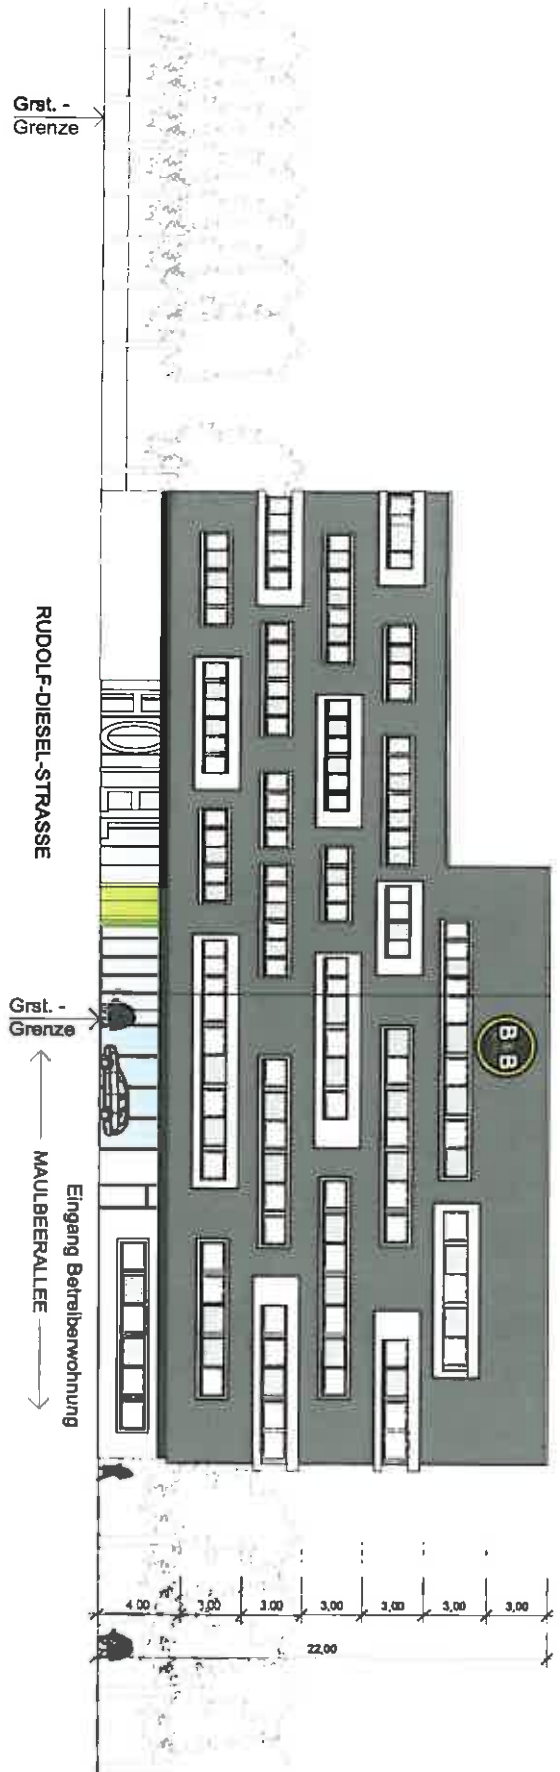 Grst. -
Grenze
RUDOLF-DIESEL-STRASSE
HOTEL
Grst. -
Grenze
MAULBEERALLEE
Eingang Betreiberwohnung
B B
4,00
3,00
3,00
3,00
3,00
3,00
3,00
22,00